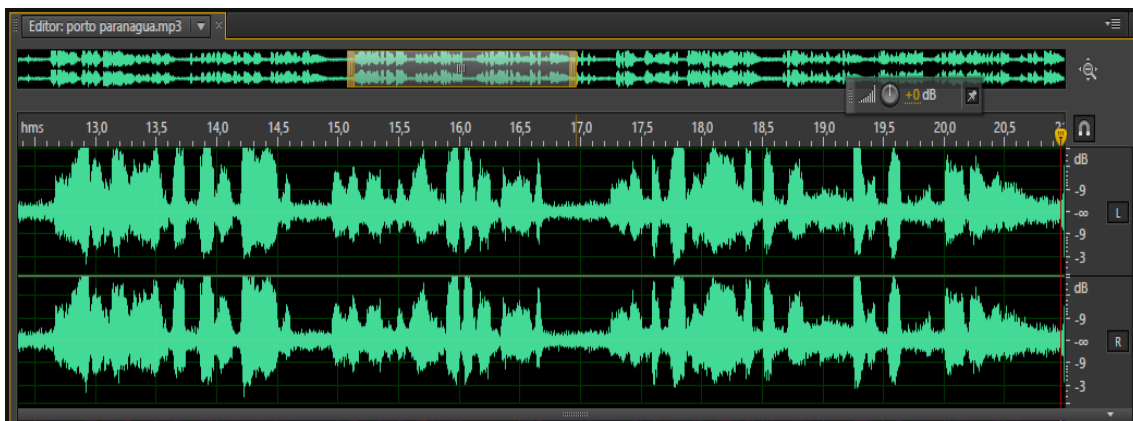 Editor: porto paranagua.mp3
+0 dB
hms 13,0 13,5 14,0 14,5 15,0 15,5 16,0 16,5 17,0 17,5 18,0 18,5 19,0 19,5 20,0 20,5
dB
-9
-∞
L
-9
-3
dB
-9
-∞
R
-9
-3